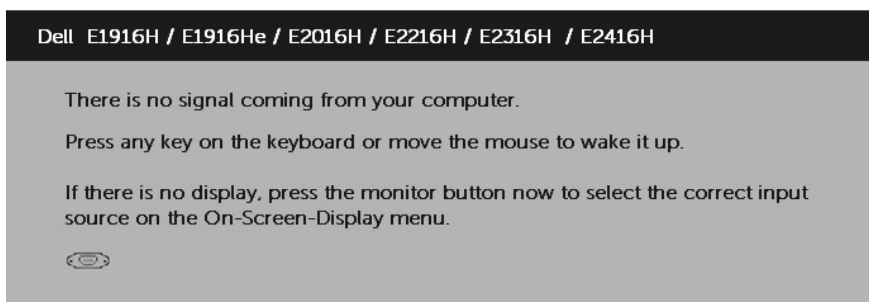 Dell E1916H / E1916He / E2016H / E2216H / E2316H / E2416H
There is no signal coming from your computer.
Press any key on the keyboard or move the mouse to wake it up.
If there is no display, press the monitor button now to select the correct input
source on the On-Screen-Display menu.